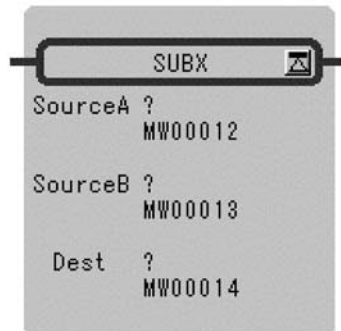 SUBX
SourceA ?
MW00012
SourceB ?
MW00013
Dest ?
MW00014